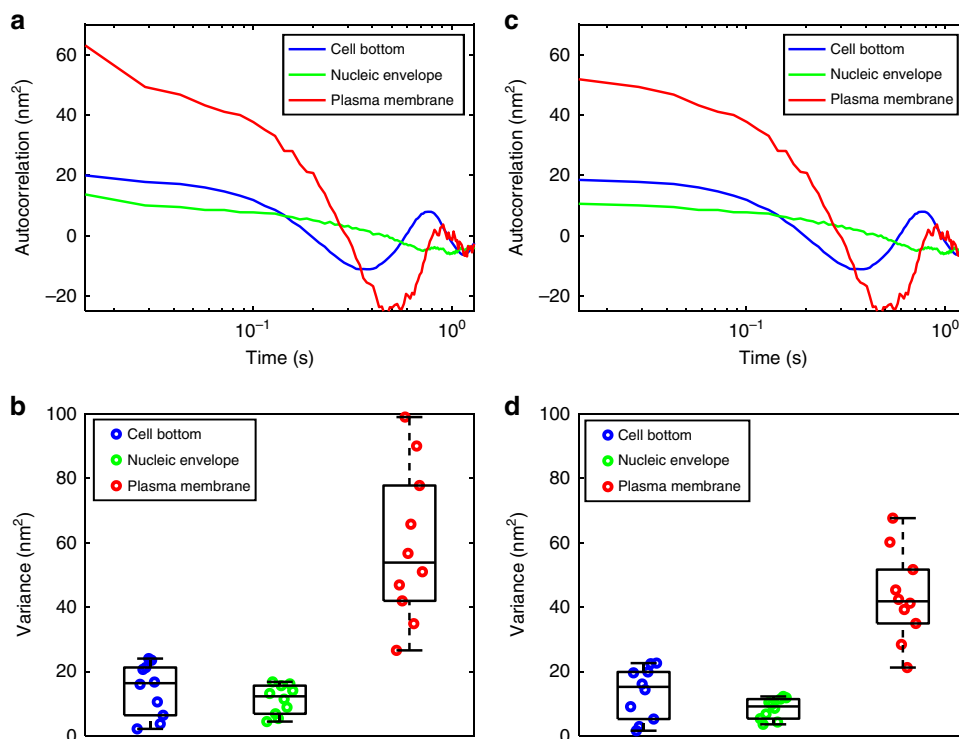 a
Autocorrelation (nm²)
60
40
20
0
−20
Cell bottom
Nucleic envelope
Plasma membrane
10⁻¹
10⁰
Time (s)
c
Autocorrelation (nm²)
60
40
20
0
−20
Cell bottom
Nucleic envelope
Plasma membrane
10⁻¹
10⁰
Time (s)
b
Variance (nm²)
100
80
60
40
20
0
Cell bottom
Nucleic envelope
Plasma membrane
d
Variance (nm²)
100
80
60
40
20
0
Cell bottom
Nucleic envelope
Plasma membrane